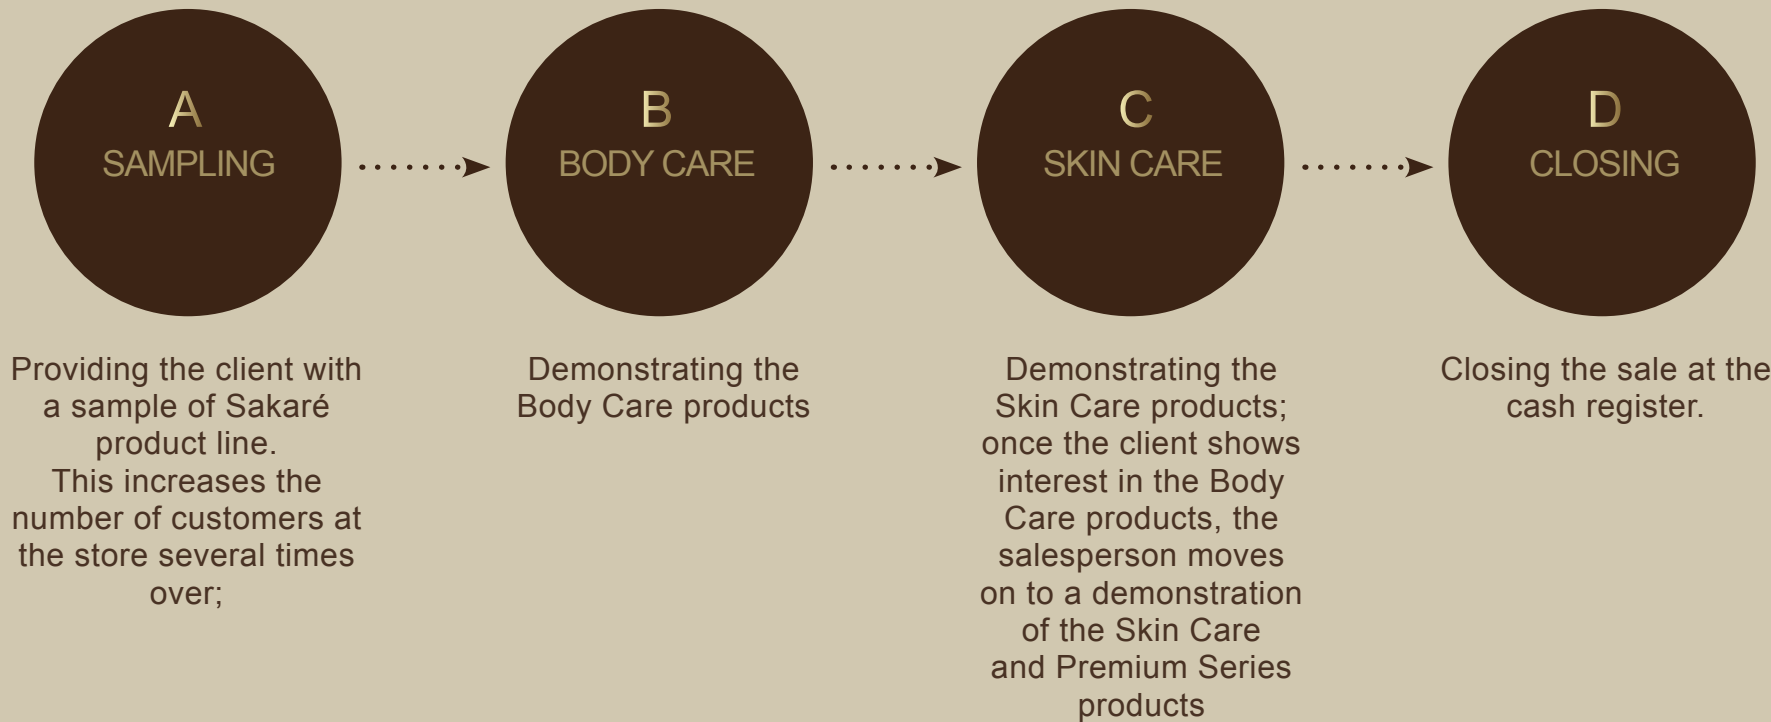 A
SAMPLING
Providing the client with
a sample of Sakaré
product line.
This increases the
number of customers at
the store several times
over;
B
BODY CARE
Demonstrating the
Body Care products
C
SKIN CARE
Demonstrating the
Skin Care products;
once the client shows
interest in the Body
Care products, the
salesperson moves
on to a demonstration
of the Skin Care
and Premium Series
products
D
CLOSING
Closing the sale at the
cash register.